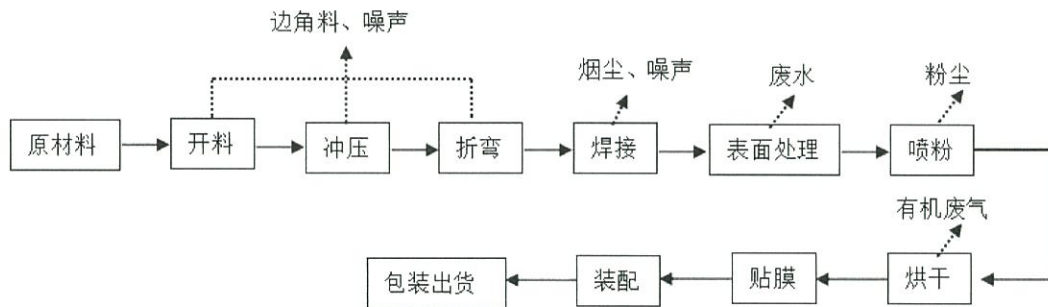 边角料、噪声
烟尘、噪声
废水
粉尘
原材料
开料
冲压
折弯
焊接
表面处理
喷粉
有机废气
包装出货
装配
贴膜
烘干